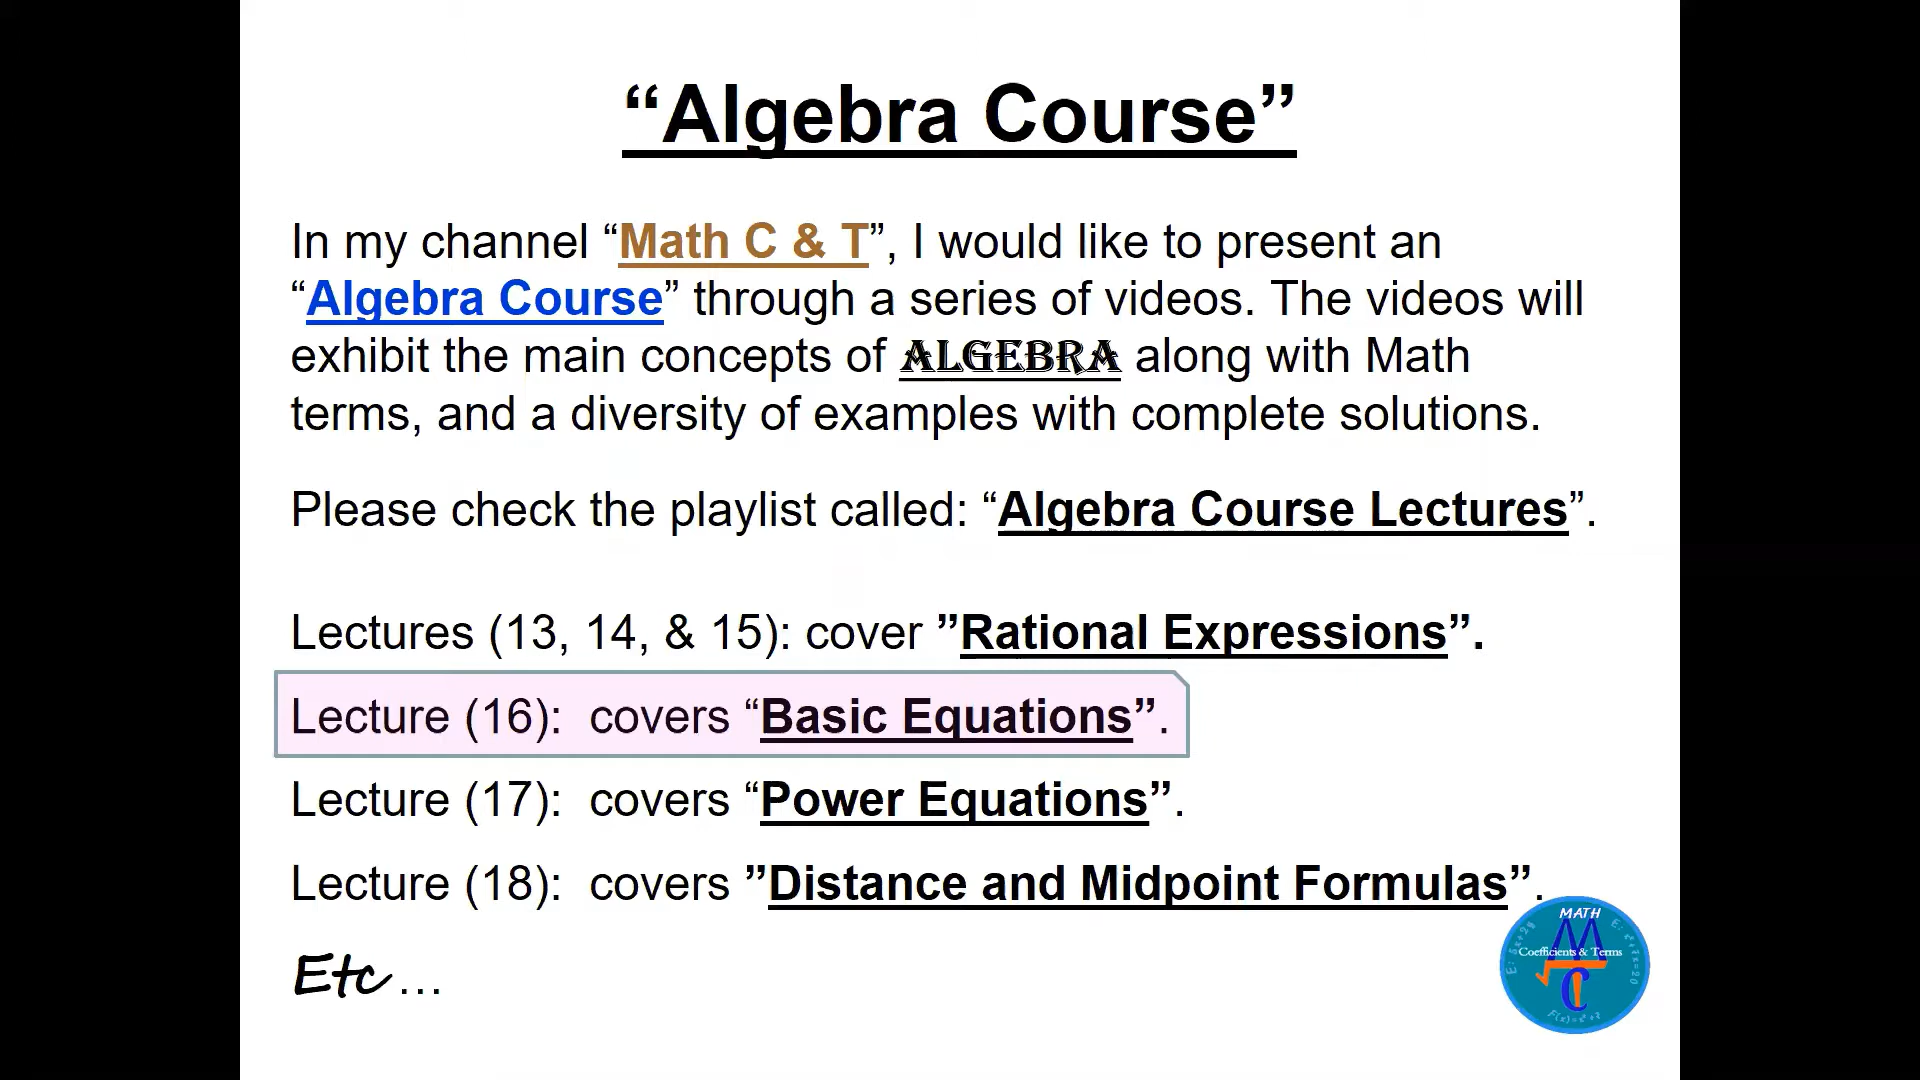 “Algebra Course”
In my channel “Math C & T”, I would like to present an
“Algebra Course” through a series of videos. The videos will
exhibit the main concepts of ALGEBRA along with Math
terms, and a diversity of examples with complete solutions.
Please check the playlist called: “Algebra Course Lectures”.
Lectures (13, 14, & 15): cover ”Rational Expressions”.
Lecture (16):  covers “Basic Equations”.
Lecture (17):  covers “Power Equations”.
Lecture (18):  covers ”Distance and Midpoint Formulas”.
Etc...
MATH
Coefficients & Terms